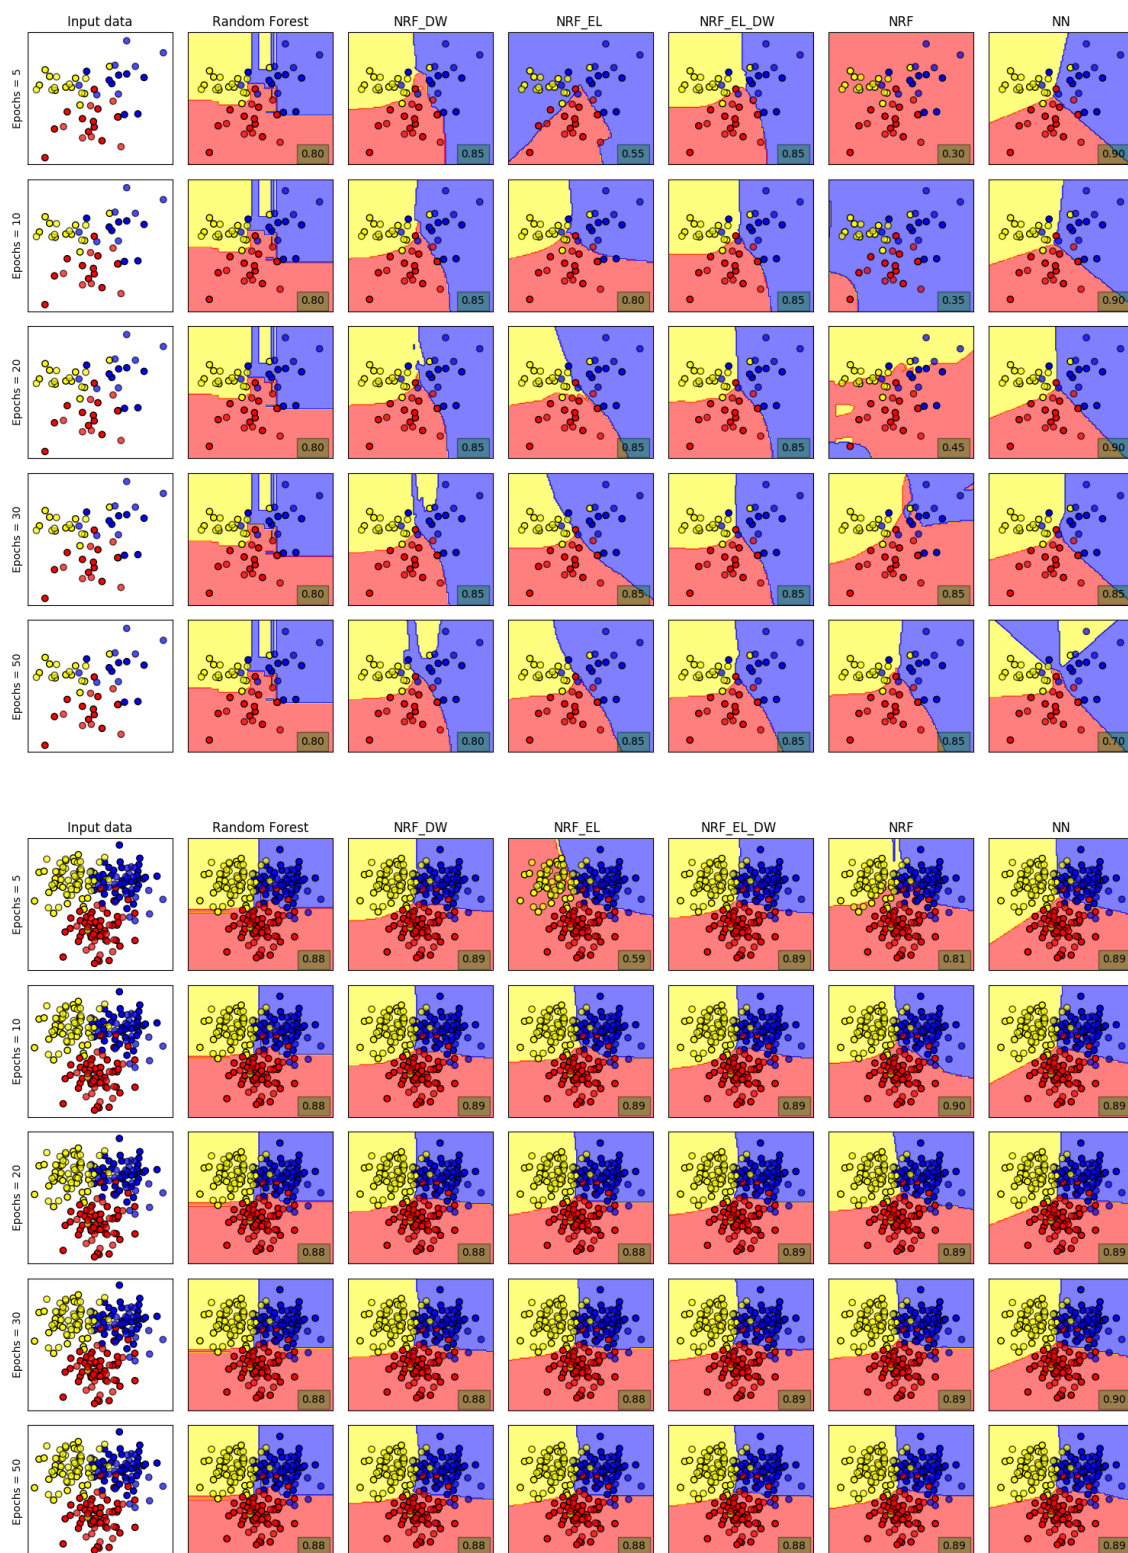 Input data Random Forest NRF_DW NRF_EL NRF_EL_DW NRF NN
Epochs = 5 0.80 0.85 0.55 0.85 0.30 0.90
Epochs = 10 0.80 0.85 0.80 0.85 0.35 0.90
Epochs = 20 0.80 0.85 0.85 0.85 0.45 0.90
Epochs = 30 0.80 0.85 0.85 0.85 0.85 0.85
Epochs = 50 0.80 0.80 0.85 0.85 0.85 0.70
Input data Random Forest NRF_DW NRF_EL NRF_EL_DW NRF NN
Epochs = 5 0.88 0.89 0.59 0.89 0.81 0.89
Epochs = 10 0.88 0.89 0.89 0.89 0.90 0.89
Epochs = 20 0.88 0.88 0.88 0.89 0.89 0.89
Epochs = 30 0.88 0.88 0.88 0.89 0.89 0.90
Epochs = 50 0.88 0.88 0.88 0.88 0.89 0.89